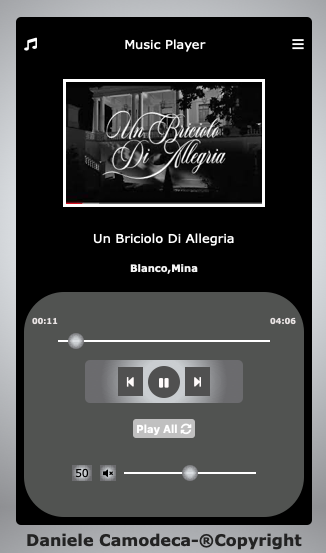 Music Player
Un Briciolo
Di Allegria
Un Briciolo Di Allegria
Blanco,Mina
00:11 04:06
Play All
50
Daniele Camodeca-®Copyright